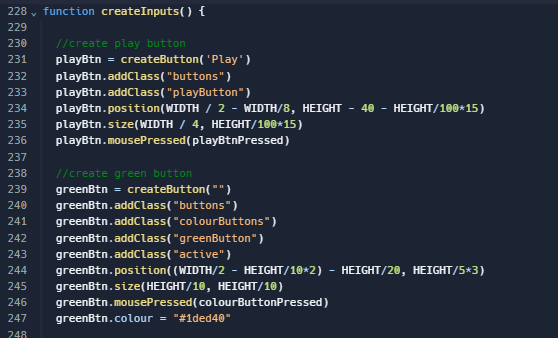 228 function createInputs() {
229
230 //create play button
231 playBtn = createButton('Play')
232 playBtn.addClass("buttons")
233 playBtn.addClass("playButton")
234 playBtn.position(WIDTH / 2 - WIDTH/8, HEIGHT - 40 - HEIGHT/100*15)
235 playBtn.size(WIDTH / 4, HEIGHT/100*15)
236 playBtn.mousePressed(playBtnPressed)
237
238 //create green button
239 greenBtn = createButton("")
240 greenBtn.addClass("buttons")
241 greenBtn.addClass("colourButtons")
242 greenBtn.addClass("greenButton")
243 greenBtn.addClass("active")
244 greenBtn.position((WIDTH/2 - HEIGHT/10*2) - HEIGHT/20, HEIGHT/5*3)
245 greenBtn.size(HEIGHT/10, HEIGHT/10)
246 greenBtn.mousePressed(colourButtonPressed)
247 greenBtn.colour = "#1ded40"
248